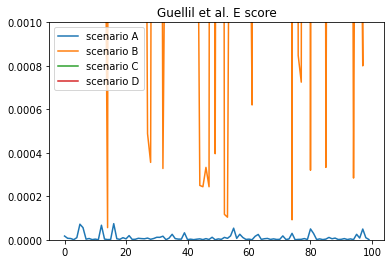 Guellil et al. E score
0.0010
0.0008
0.0006
0.0004
0.0002
0.0000
scenario A
scenario B
scenario C
scenario D
0 20 40 60 80 100